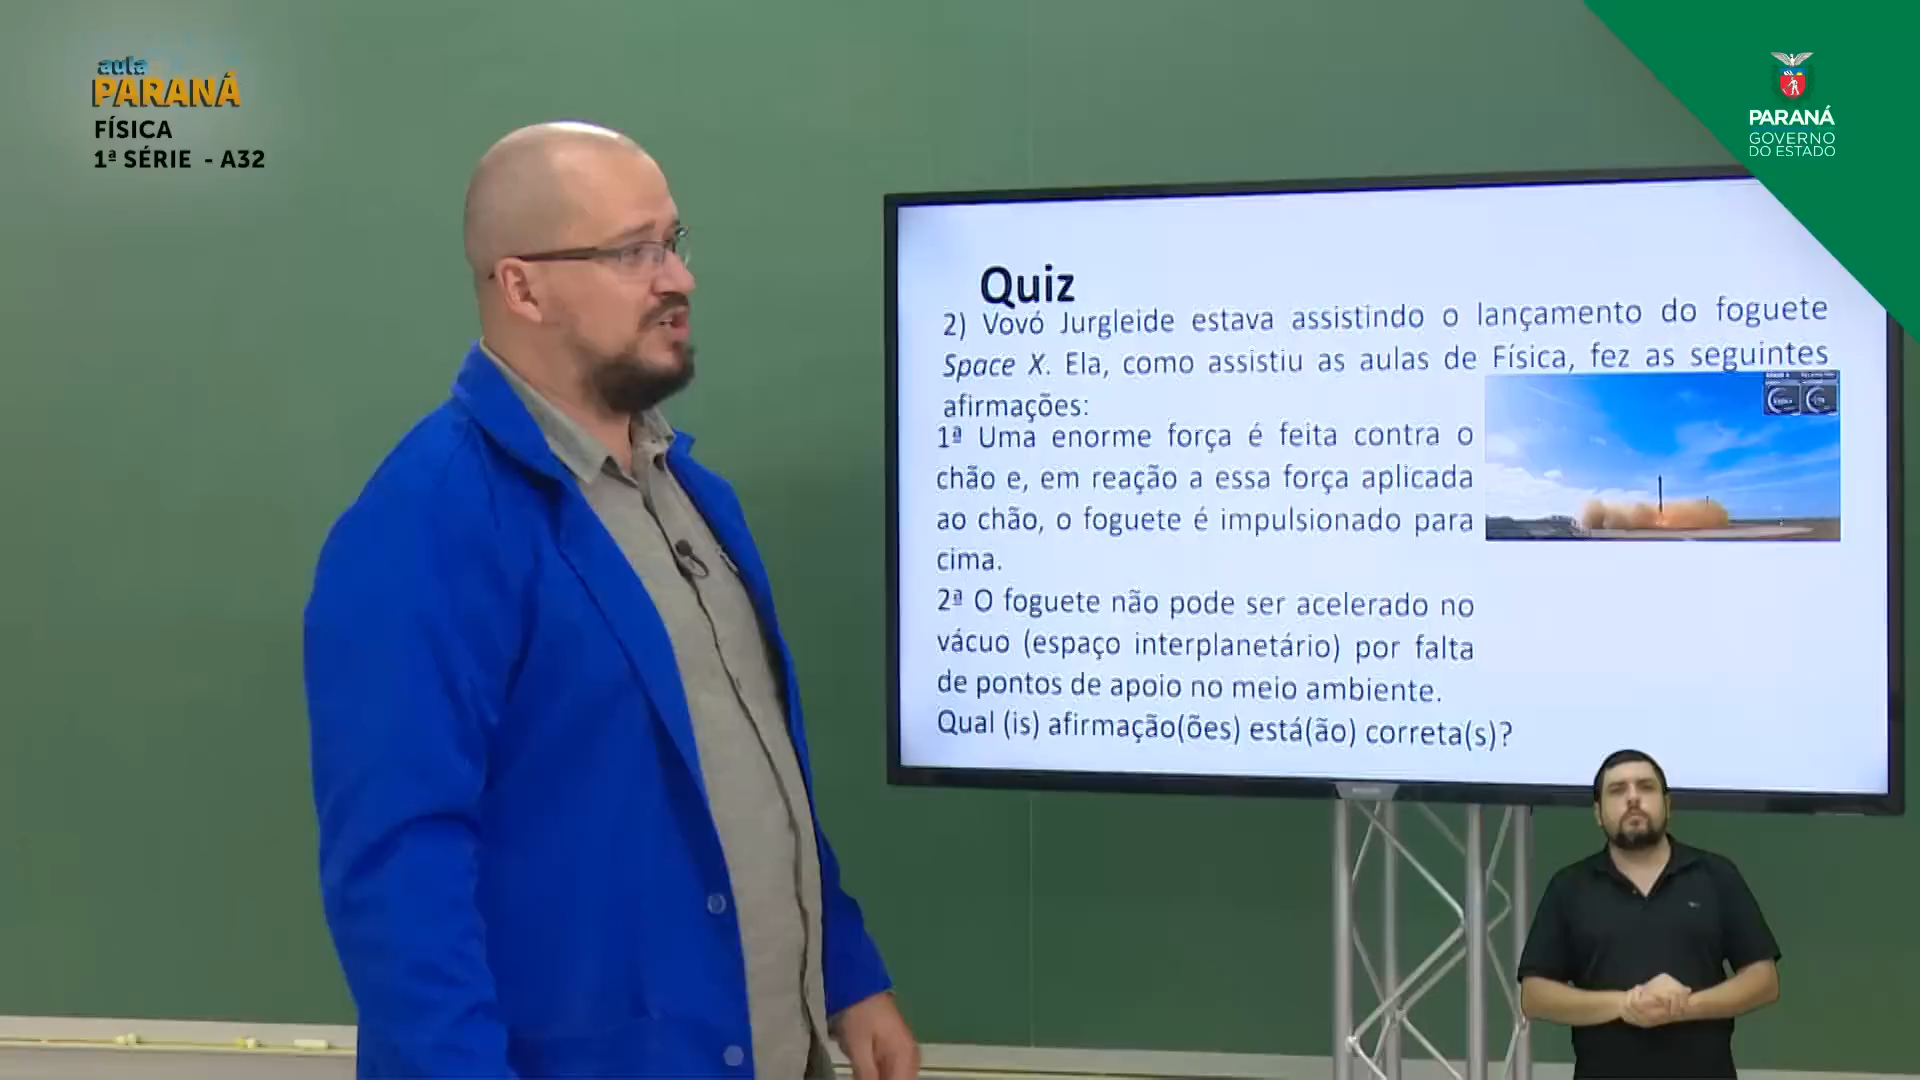 aula
PARANÁ
FÍSICA
1ª SÉRIE - A32
PARANÁ
GOVERNO
DO ESTADO
Quiz
2) Vovó Jurgleide estava assistindo o lançamento do foguete
Space X. Ela, como assistiu as aulas de Física, fez as seguintes
afirmações:
1ª Uma enorme força é feita contra o
chão e, em reação a essa força aplicada
ao chão, o foguete é impulsionado para
cima.
2ª O foguete não pode ser acelerado no
vácuo (espaço interplanetário) por falta
de pontos de apoio no meio ambiente.
Qual (is) afirmação(ões) está(ão) correta(s)?